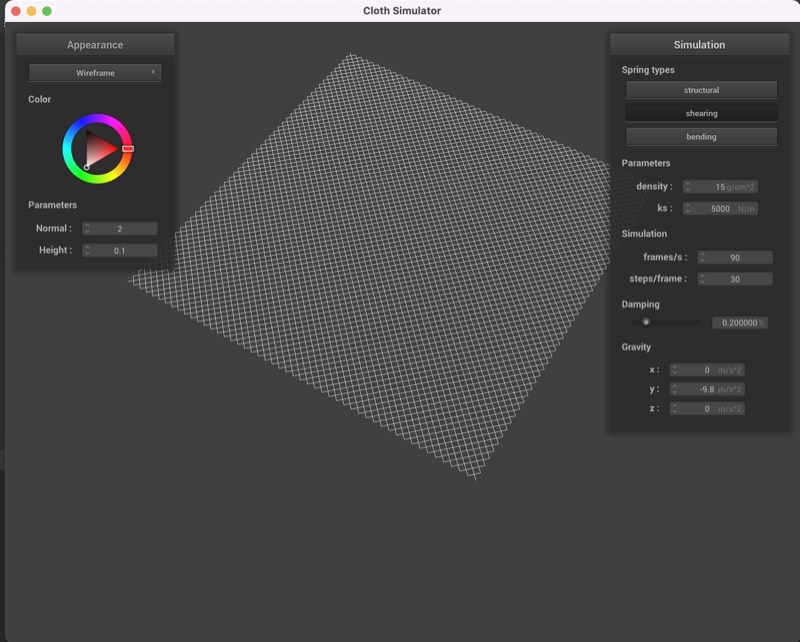 Cloth Simulator
Appearance
Wireframe
Color
Parameters
Normal : 2
Height : 0.1
Simulation
Spring types
structural
shearing
bending
Parameters
density : 15 g/cm^2
ks : 5000 N/m
Simulation
frames/s : 90
steps/frame : 30
Damping
0.200000 %
Gravity
x : 0 m/s^2
y : -9.8 m/s^2
z : 0 m/s^2